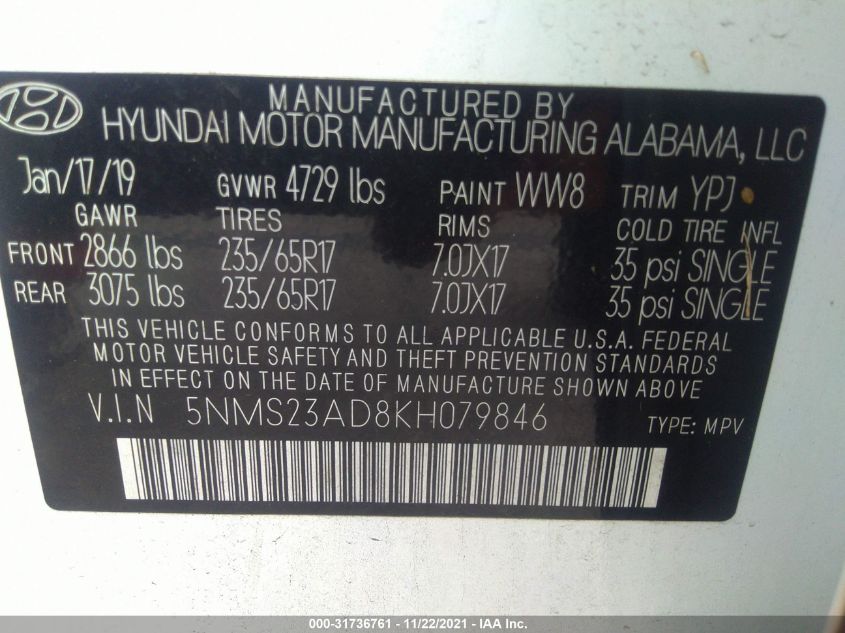 MANUFACTURED BY
HYUNDAI MOTOR MANUFACTURING ALABAMA, LLC
Jan/17/19 GVWR 4729 lbs PAINT WW8 TRIM YPJ
GAWR TIRES RIMS COLD TIRE INFL
FRONT 2866 lbs 235/65R17 7.0JX17 35 psi SINGLE
REAR 3075 lbs 235/65R17 7.0JX17 35 psi SINGLE
THIS VEHICLE CONFORMS TO ALL APPLICABLE U.S.A. FEDERAL
MOTOR VEHICLE SAFETY AND THEFT PREVENTION STANDARDS
IN EFFECT ON THE DATE OF MANUFACTURE SHOWN ABOVE
V.I.N 5NMS23AD8KH079846 TYPE: MPV
000-31736761 - 11/22/2021 - IAA Inc.